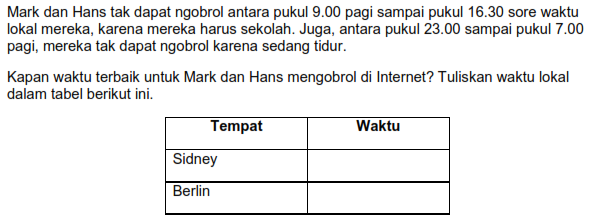 Mark dan Hans tak dapat ngobrol antara pukul 9.00 pagi sampai pukul 16.30 sore waktu
lokal mereka, karena mereka harus sekolah. Juga, antara pukul 23.00 sampai pukul 7.00
pagi, mereka tak dapat ngobrol karena sedang tidur.
Kapan waktu terbaik untuk Mark dan Hans mengobrol di Internet? Tuliskan waktu lokal
dalam tabel berikut ini.
Tempat Waktu
Sidney
Berlin